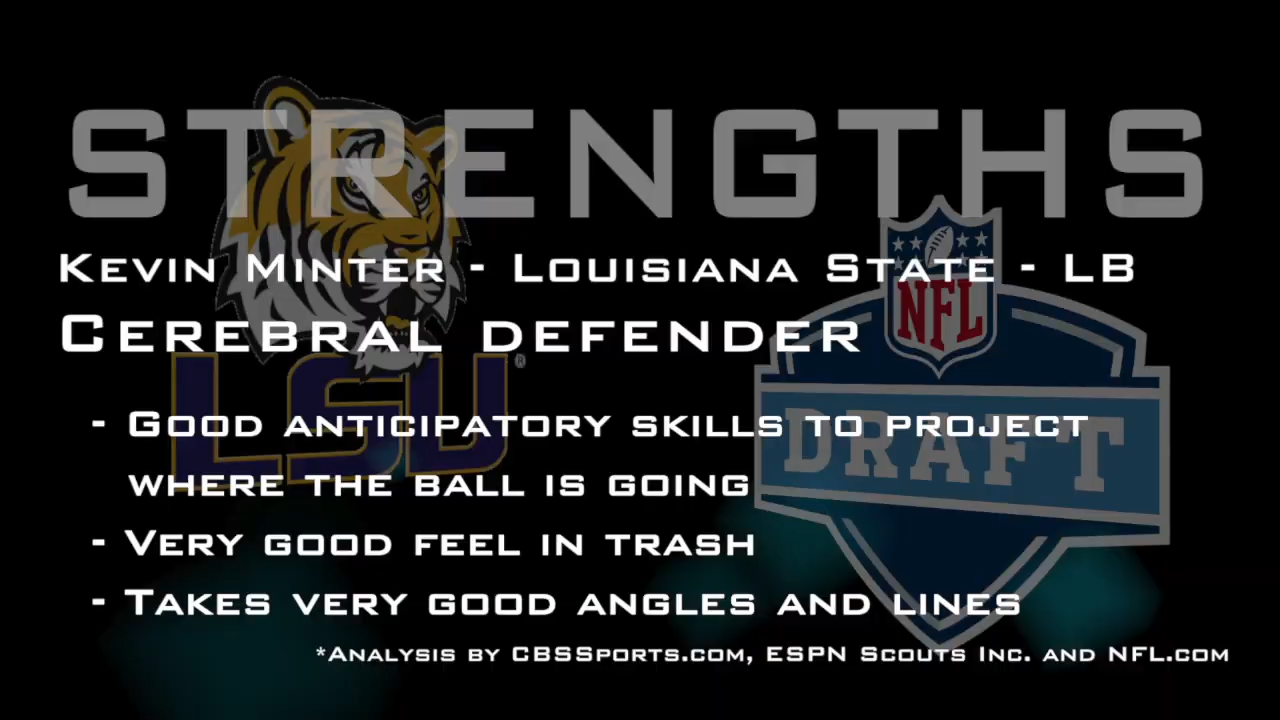 STRENGTHS
KEVIN MINTER - LOUISIANA STATE - LB
CEREBRAL DEFENDER
- GOOD ANTICIPATORY SKILLS TO PROJECT
WHERE THE BALL IS GOING
- VERY GOOD FEEL IN TRASH
- TAKES VERY GOOD ANGLES AND LINES
*ANALYSIS BY CBSSPORTS.COM, ESPN SCOUTS INC. AND NFL.COM
LSU®
NFL
DRAFT